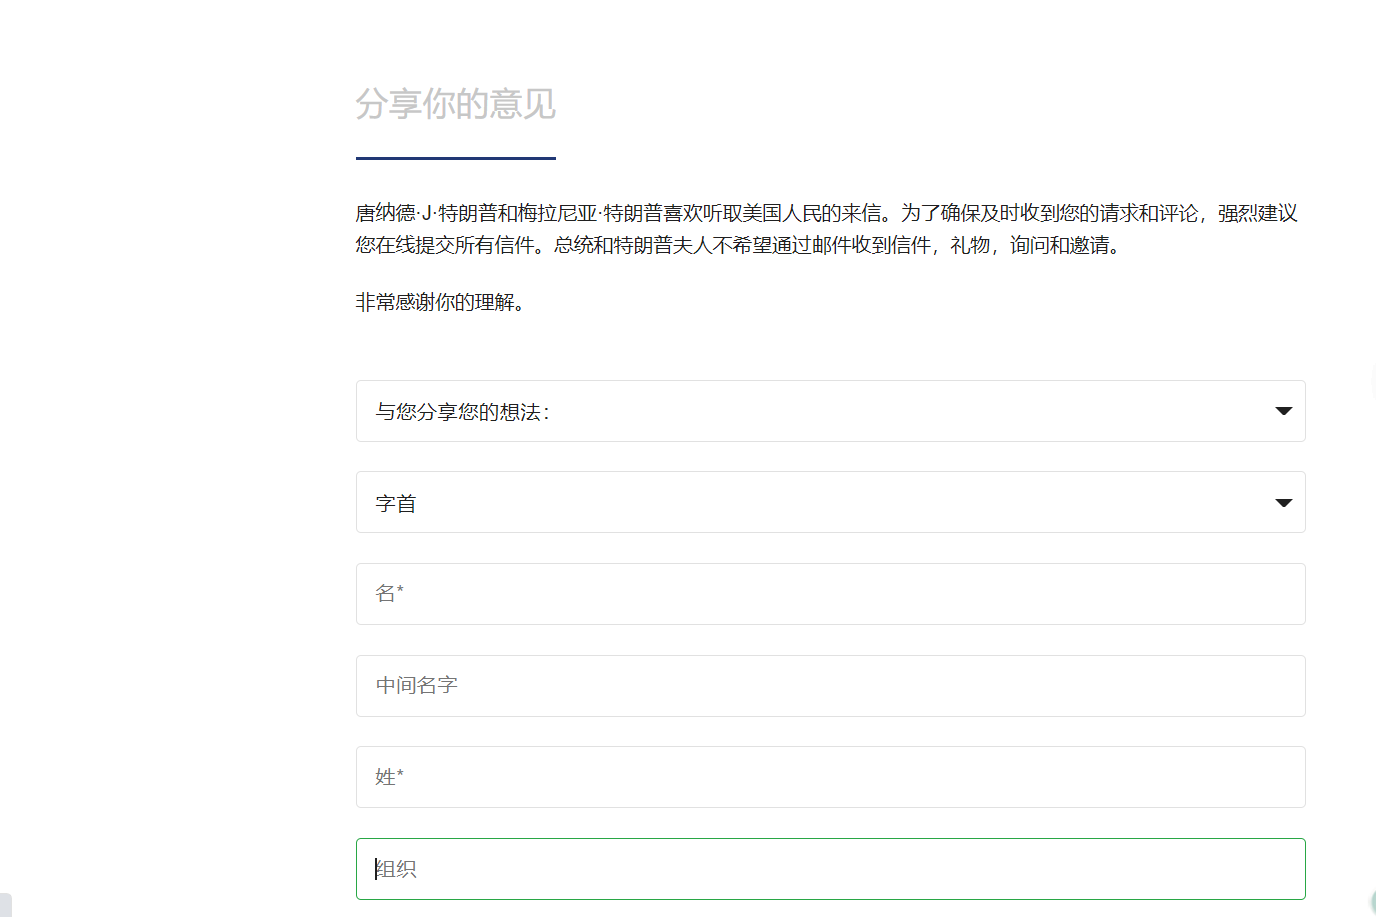 分享你的意见
唐纳德·J·特朗普和梅拉尼亚·特朗普喜欢听取美国人民的来信。为了确保及时收到您的请求和评论，强烈建议
您在线提交所有信件。总统和特朗普夫人不希望通过邮件收到信件，礼物，询问和邀请。
非常感谢你的理解。
与您分享您的想法：
字首
名*
中间名字
姓*
组织